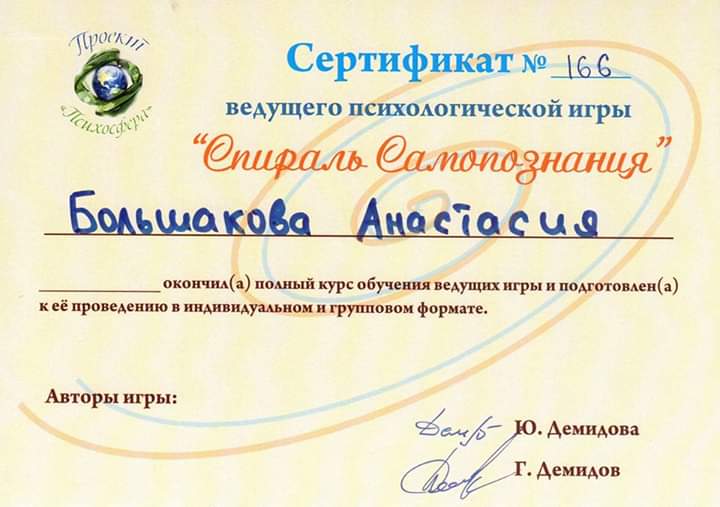 Проект
«Психосфера»
Сертификат № 166
ведущего психологической игры
“Спираль Самопознания”
Большакова Анастасия
____________ окончил(а) полный курс обучения ведущих игры и подготовлен(а)
к её проведению в индивидуальном и групповом формате.
Авторы игры:
Ю. Демидова
Г. Демидов